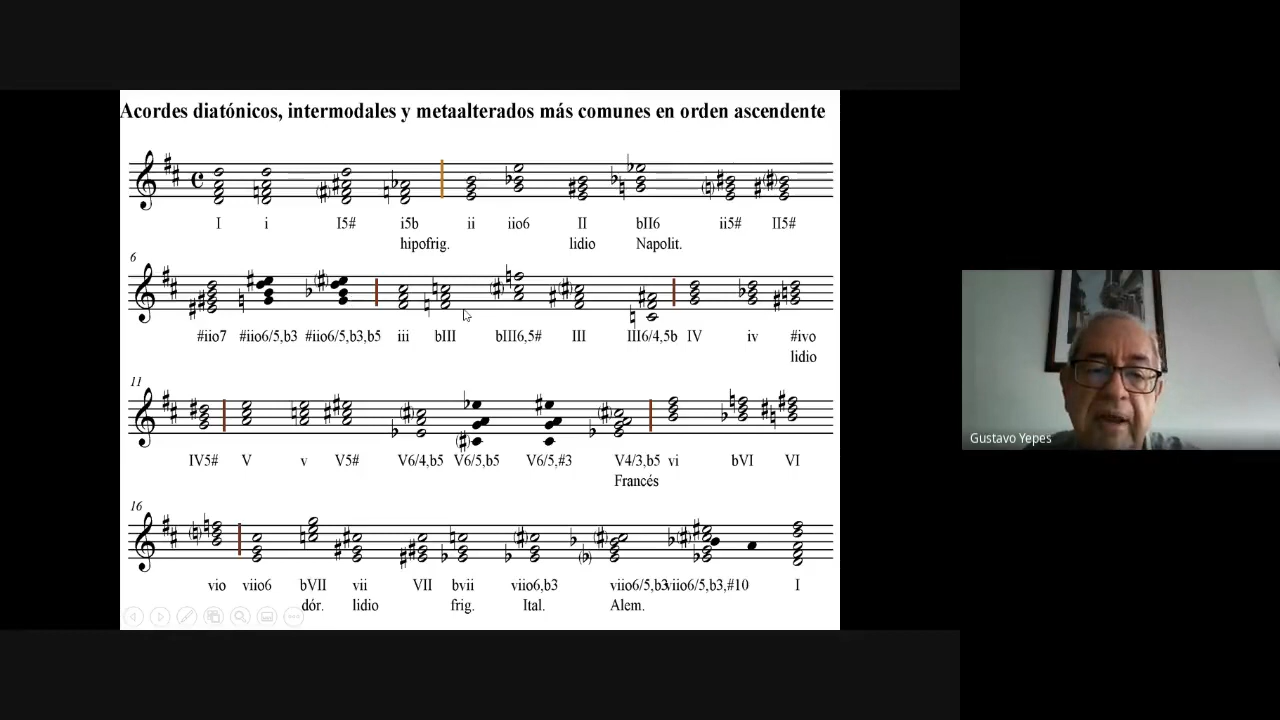 Acordes diatónicos, intermodales y metaalterados más comunes en orden ascendente
I i I5# i5b ii iio6 II bII6 ii5# II5#
hipofrig. lidio Napolit.
6
#iio7 #iio6/5,b3 #iio6/5,b3,b5 iii bIII bIII6,5# III III6/4,5b IV iv #ivo
lidio
11
IV5# V v V5# V6/4,b5 V6/5,b5 V6/5,#3 V4/3,b5 vi bVI VI
Francés
16
vio viio6 bVII vii VII bvii viio6,b3 viio6/5,b3 viio6/5,b3,#10 I
dór. lidio frig. Ital. Alem.
Gustavo Yepes